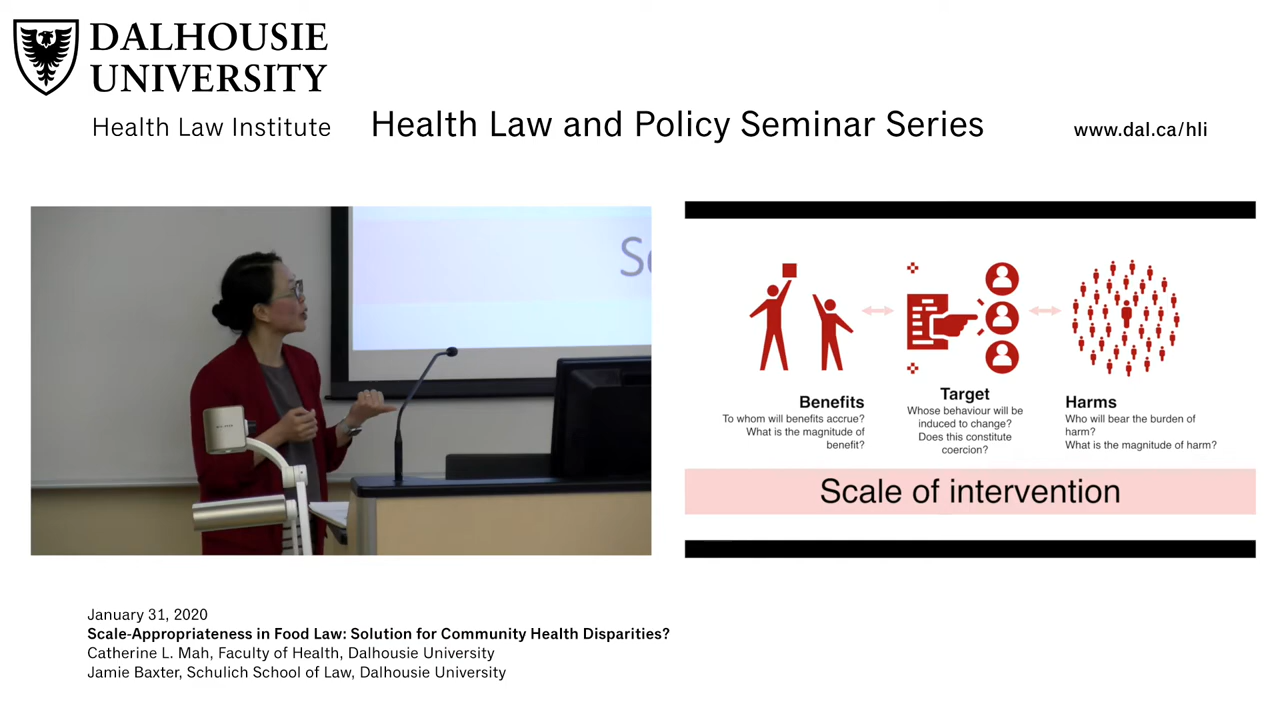 DALHOUSIE
UNIVERSITY
Health Law Institute
Health Law and Policy Seminar Series
www.dal.ca/hli
Benefits
To whom will benefits accrue?
What is the magnitude of
benefit?
Target
Whose behaviour will be
induced to change?
Does this constitute
coercion?
Harms
Who will bear the burden of
harm?
What is the magnitude of harm?
Scale of intervention
January 31, 2020
Scale-Appropriateness in Food Law: Solution for Community Health Disparities?
Catherine L. Mah, Faculty of Health, Dalhousie University
Jamie Baxter, Schulich School of Law, Dalhousie University